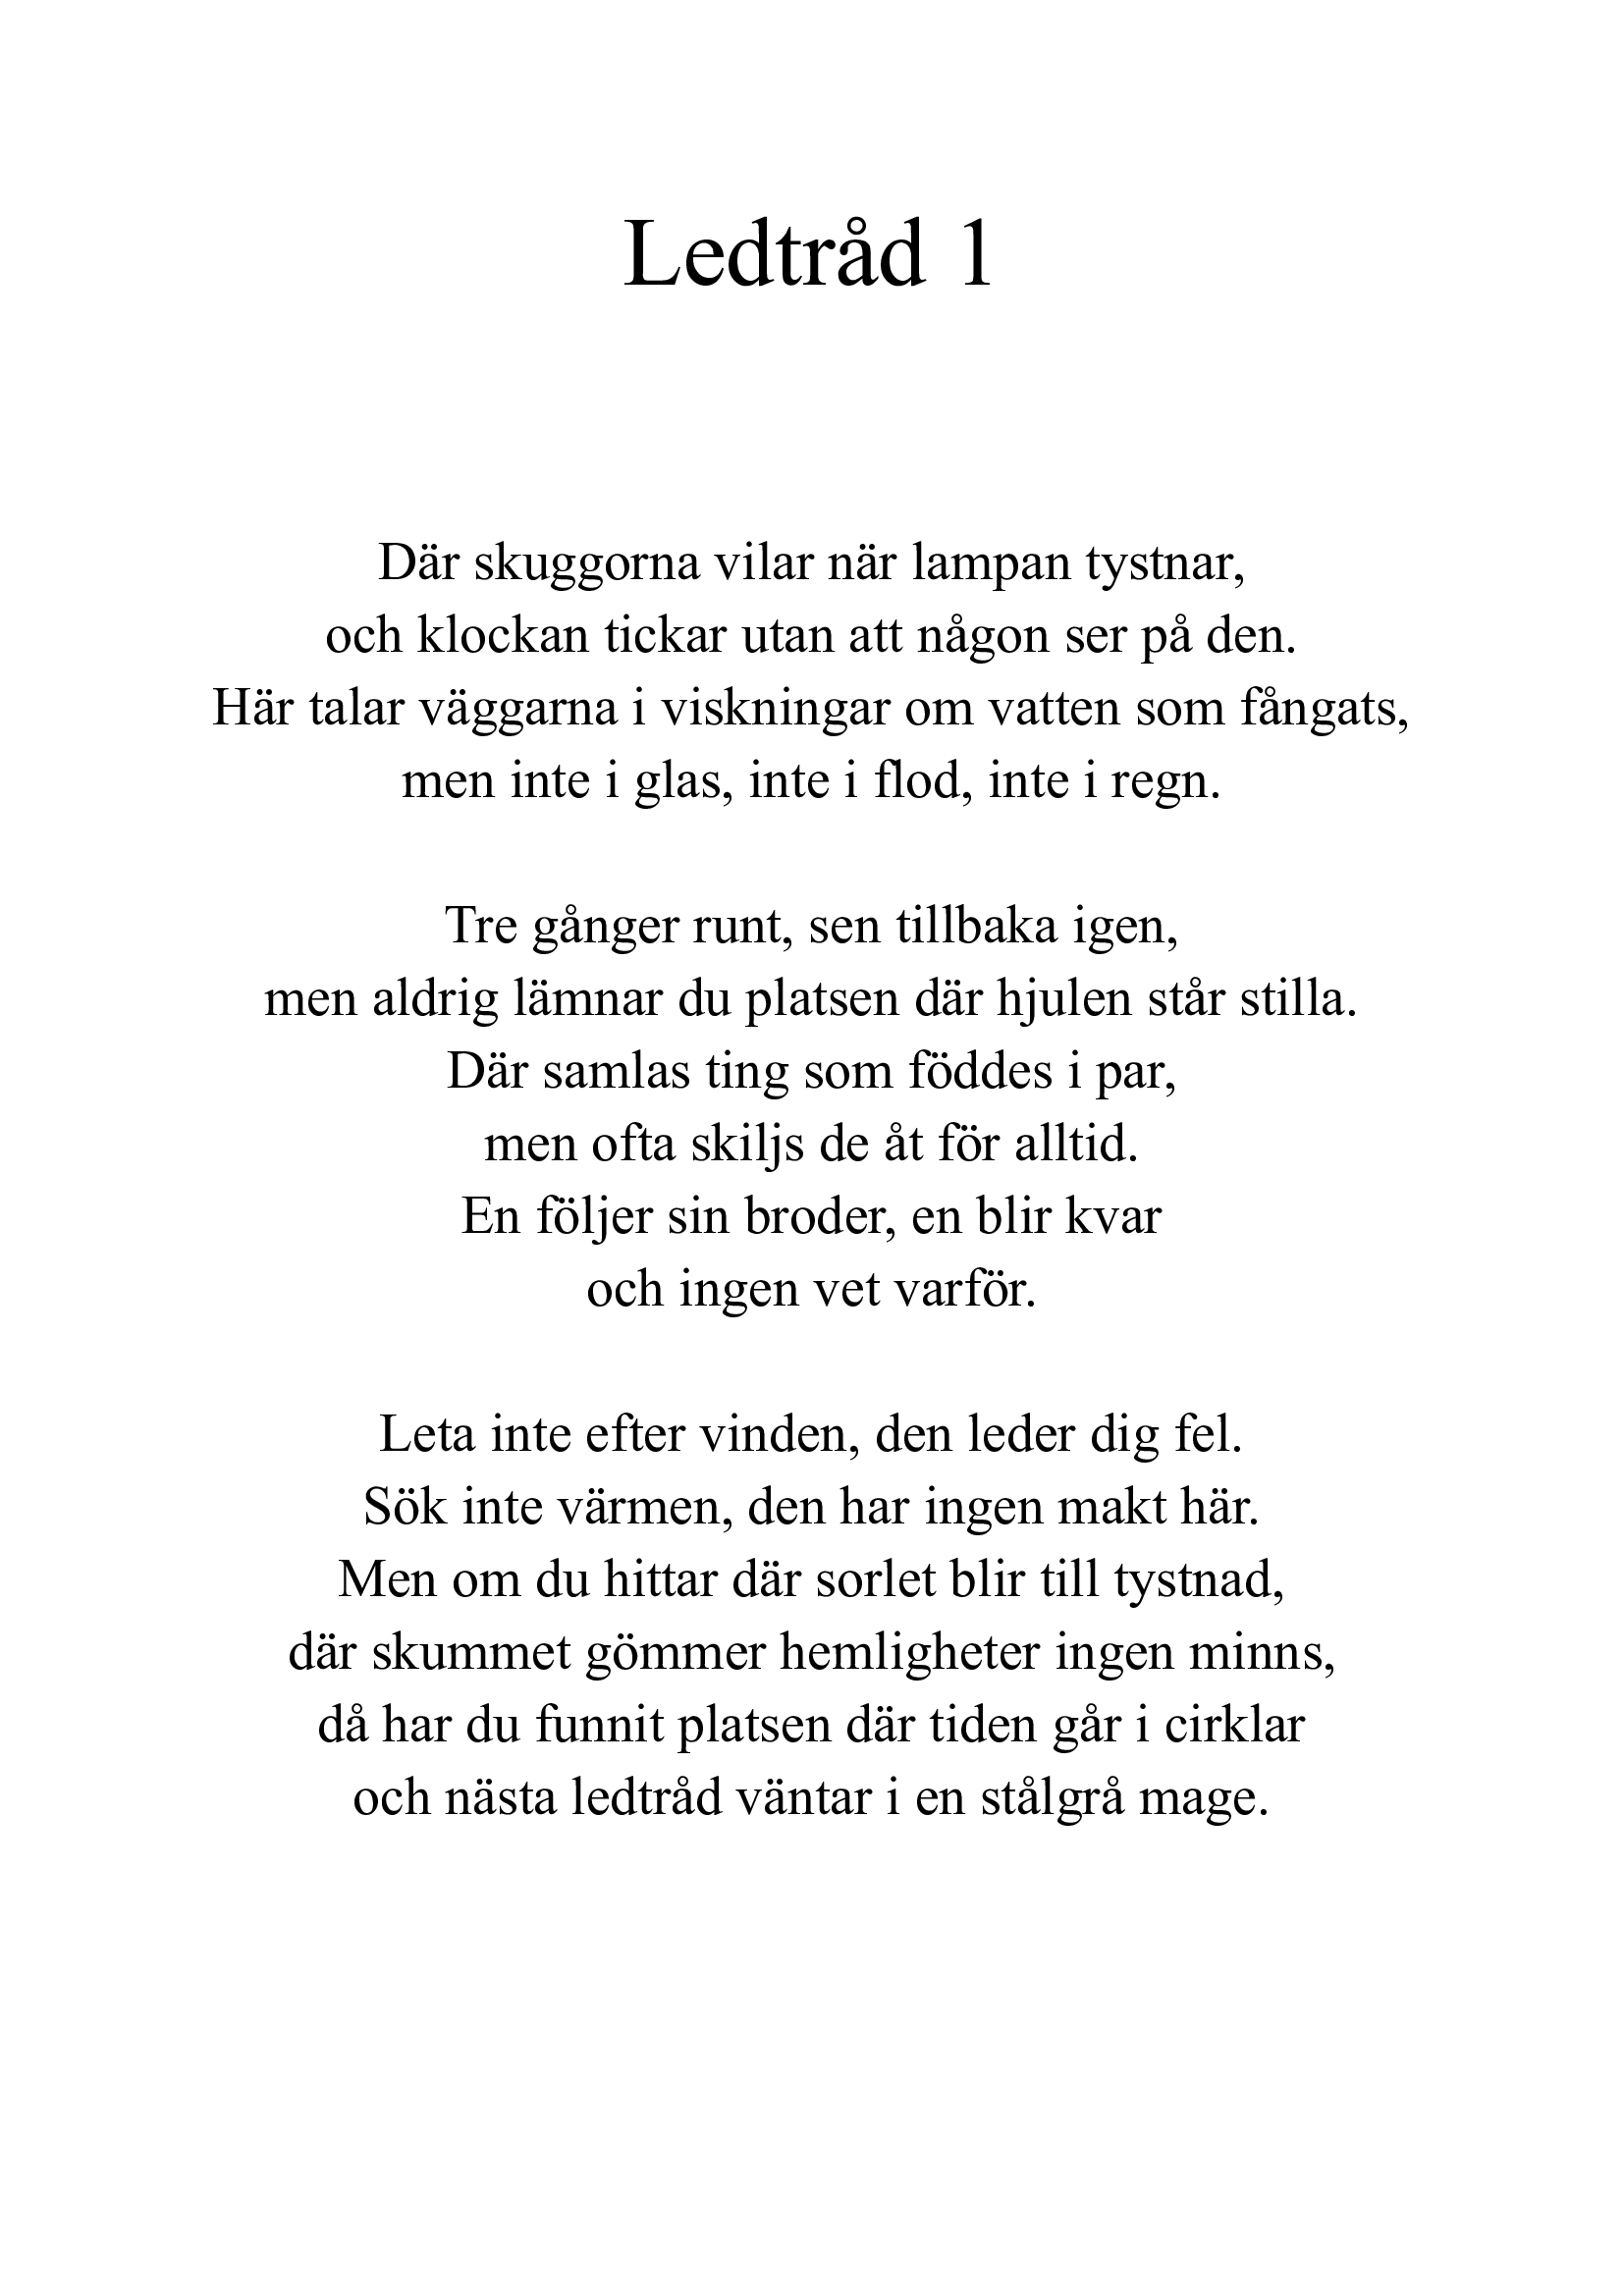 Ledtråd 1
Där skuggorna vilar när lampan tystnar,
och klockan tickar utan att någon ser på den.
Här talar väggarna i viskningar om vatten som fångats,
men inte i glas, inte i flod, inte i regn.
Tre gånger runt, sen tillbaka igen,
men aldrig lämnar du platsen där hjulen står stilla.
Där samlas ting som föddes i par,
men ofta skiljs de åt för alltid.
En följer sin broder, en blir kvar
och ingen vet varför.
Leta inte efter vinden, den leder dig fel.
Sök inte värmen, den har ingen makt här.
Men om du hittar där sorlet blir till tystnad,
där skummet gömmer hemligheter ingen minns,
då har du funnit platsen där tiden går i cirklar
och nästa ledtråd väntar i en stålgrå mage.